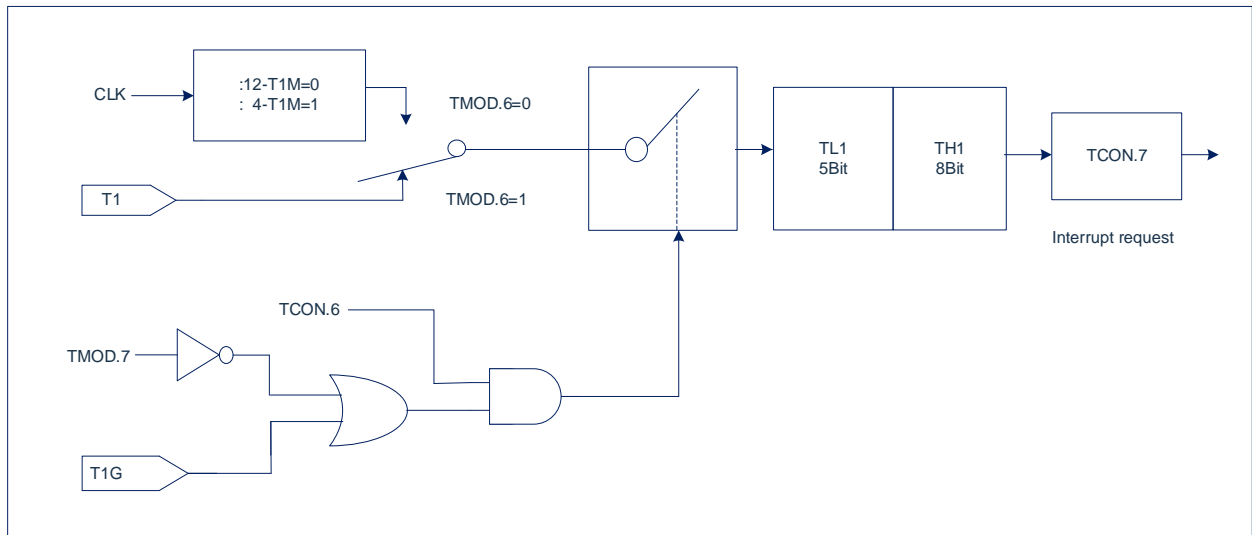 :12-T1M=0
: 4-T1M=1
CLK
TMOD.6=0
TL1
5Bit
TH1
8Bit
TCON.7
T1
TMOD.6=1
Interrupt request
TCON.6
TMOD.7
T1G